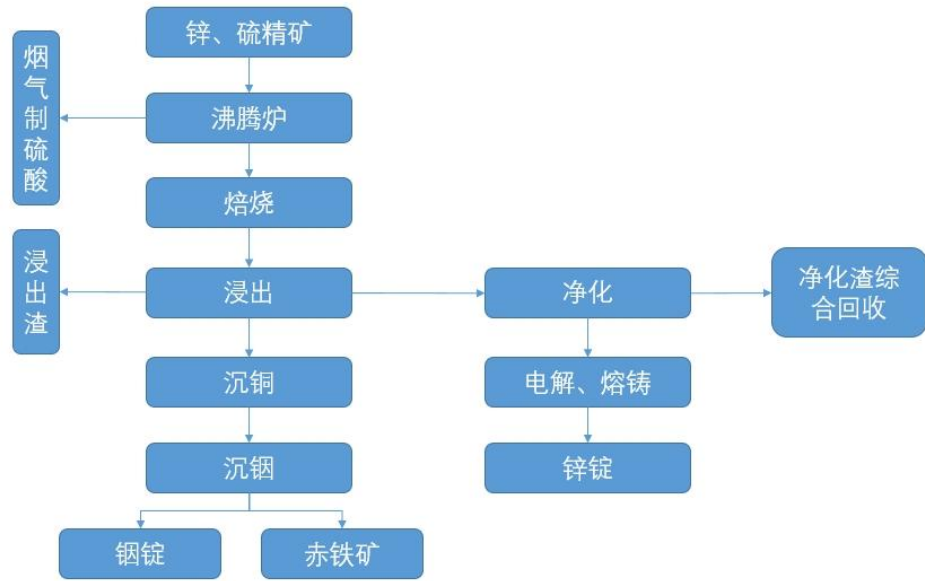 锌、硫精矿
烟
气
制
硫
酸
沸腾炉
焙烧
浸
出
渣
浸出
净化
净化渣综
合回收
沉铜
电解、熔铸
沉铟
锌锭
铟锭
赤铁矿